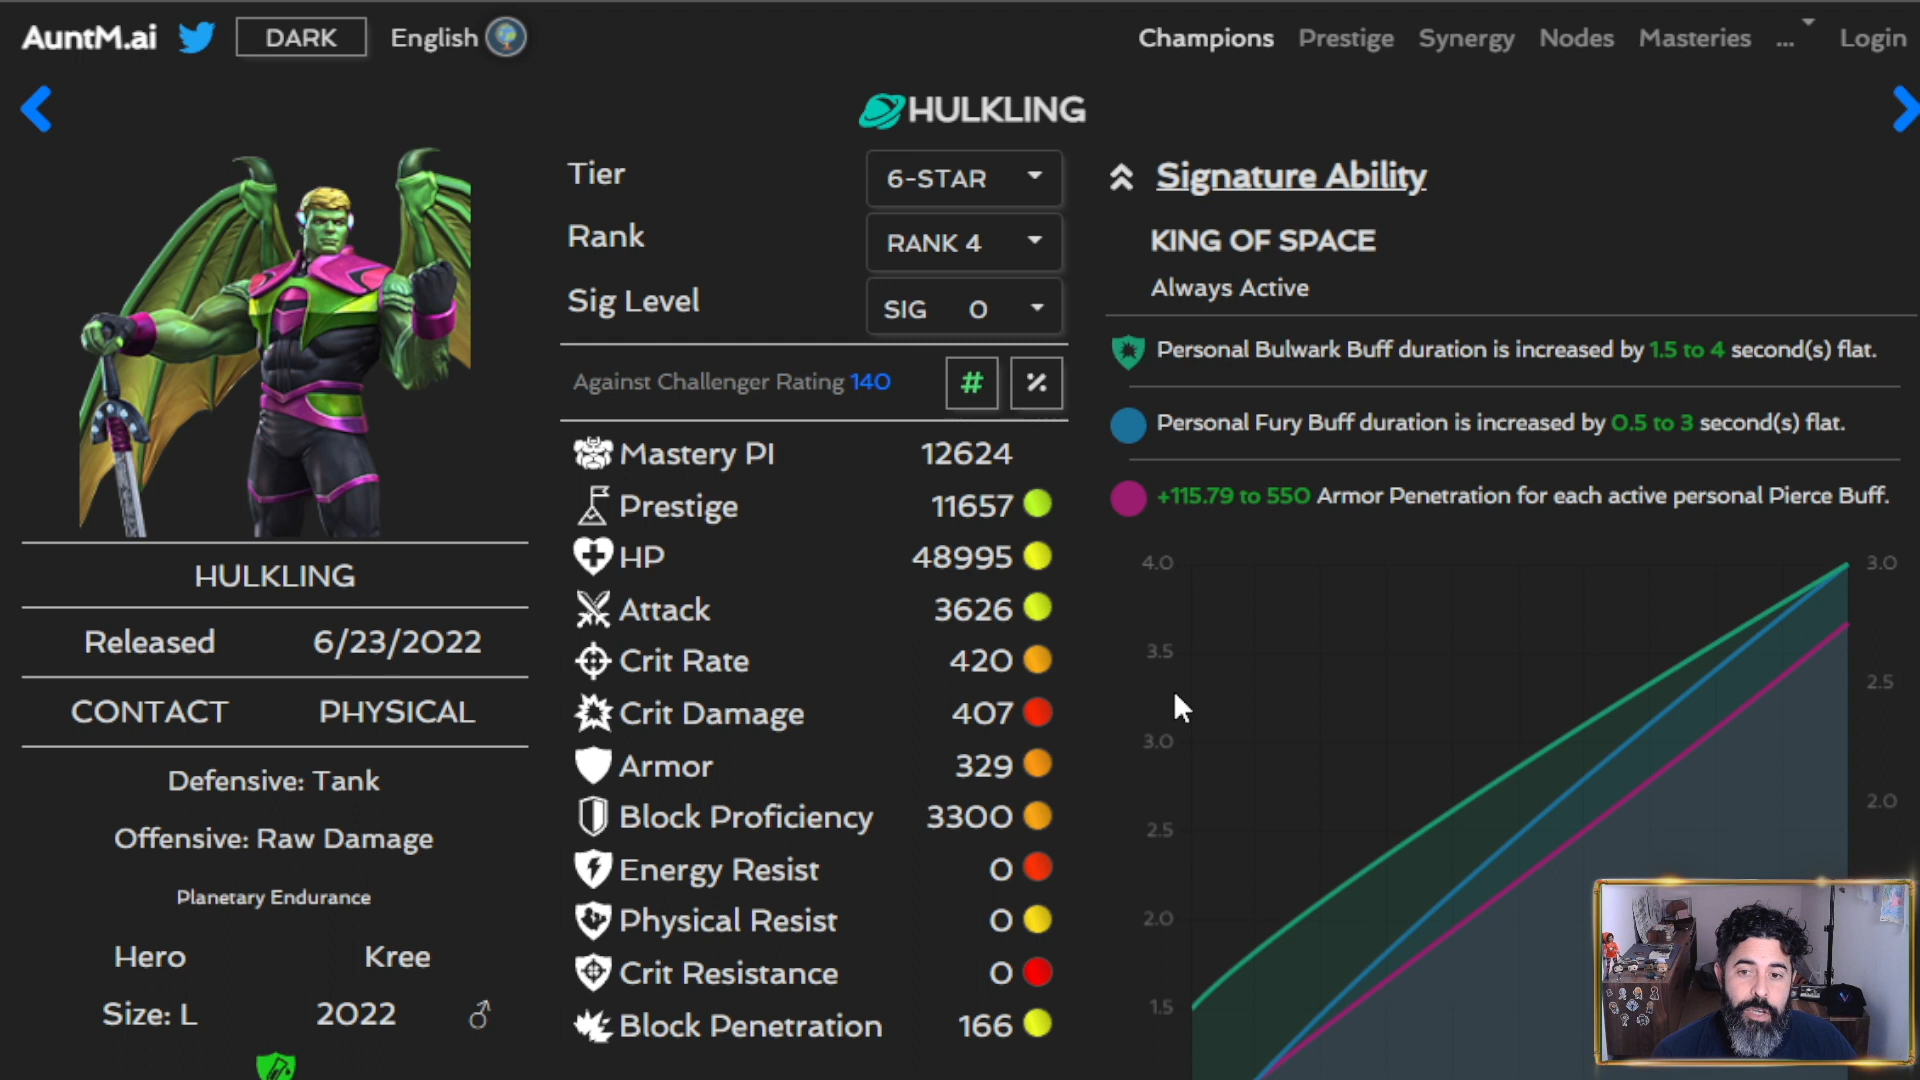 AuntM.ai
DARK
English
Champions
Prestige
Synergy
Nodes
Masteries
...
Login
HULKLING
Tier
6-STAR
Rank
RANK 4
Sig Level
SIG 0
Against Challenger Rating 140
#
%
Mastery PI 12624
Prestige 11657
HP 48995
Attack 3626
Crit Rate 420
Crit Damage 407
Armor 329
Block Proficiency 3300
Energy Resist 0
Physical Resist 0
Crit Resistance 0
Block Penetration 166
HULKLING
Released 6/23/2022
CONTACT PHYSICAL
Defensive: Tank
Offensive: Raw Damage
Planetary Endurance
Hero Kree
Size: L 2022 ♂
Signature Ability
KING OF SPACE
Always Active
Personal Bulwark Buff duration is increased by 1.5 to 4 second(s) flat.
Personal Fury Buff duration is increased by 0.5 to 3 second(s) flat.
+115.79 to 550 Armor Penetration for each active personal Pierce Buff.
4.0 3.0
3.5
2.5
3.0
2.0
2.5
2.0
1.5